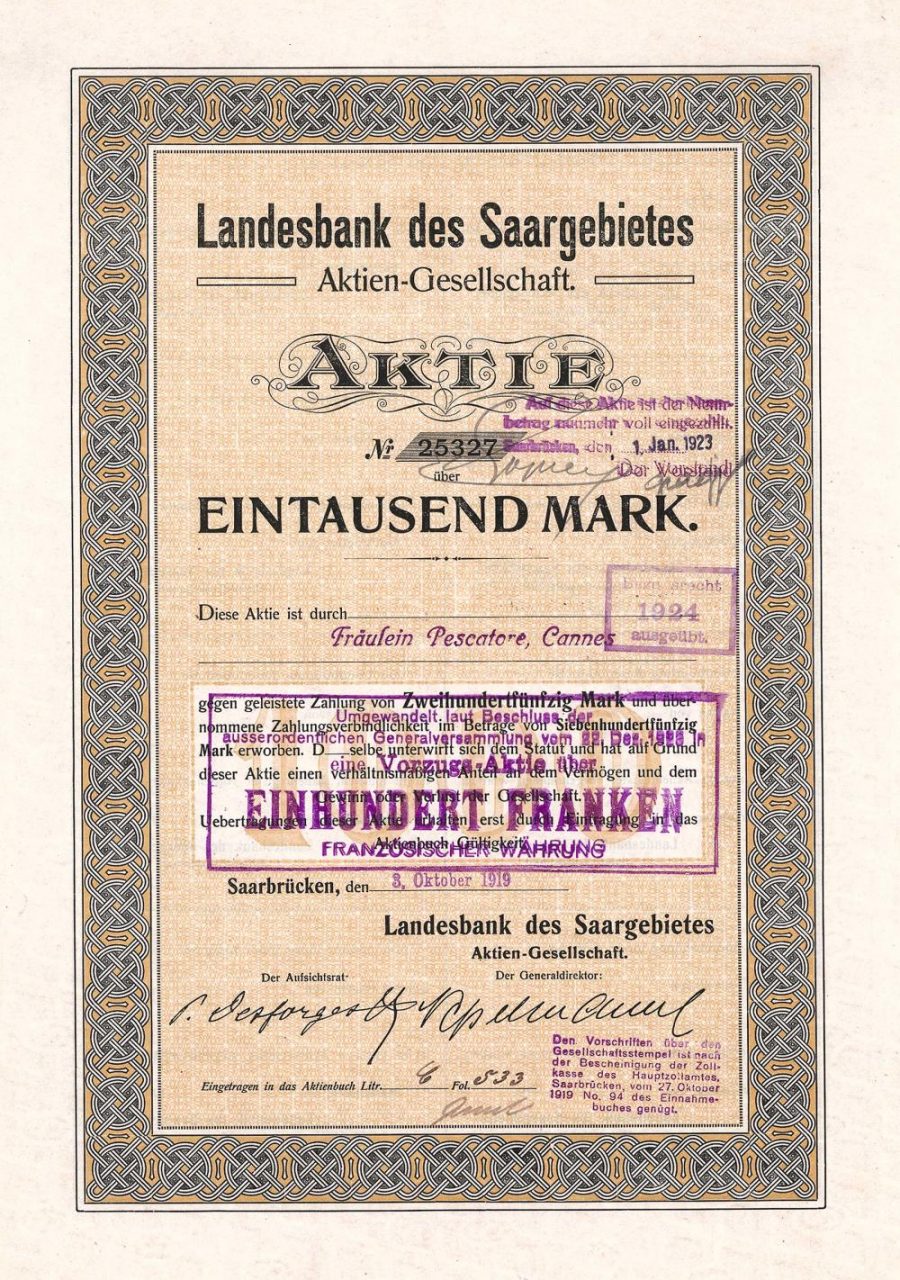 Landesbank des Saargebietes
Aktien-Gesellschaft.
AKTIE
Auf diese Aktie ist der Nenn-
betrag nunmehr voll eingezahlt.
Saarbrücken, den 1. Jan. 1923
Der Vorstand
Nr 25327
über
EINTAUSEND MARK.
Diese Aktie ist durch
Fräulein Pescatore, Cannes
Bezugsrecht
1924
ausgeübt.
gegen geleistete Zahlung von Zweihundertfünfzig Mark und über-
nommene Zahlungsverbindlichkeit im Betrage von Siebenhundertfünfzig
Mark erworben. D selbe unterwirft sich dem Statut und hat auf Grund
dieser Aktie einen verhältnismäßigen Anteil an dem Vermögen und dem
Gewinn oder Verlust der Gesellschaft.
Uebertragungen dieser Aktie erhalten erst durch Eintragung in das
Aktienbuch Gültigkeit.
Umgewandelt laut Beschluss der
ausserordentlichen Generalversammlung vom 22. Dez. in
eine Vorzugs-Aktie über
EINHUNDERT FRANKEN
FRANZÖSISCHER WÄHRUNG
Saarbrücken, den 3. Oktober 1919
Landesbank des Saargebietes
Aktien-Gesellschaft.
Der Aufsichtsrat
Der Generaldirektor:
Den Vorschriften über den
Gesellschaftsstempel ist nach
der Bescheinigung der Zoll-
kasse des Hauptzollamtes,
Saarbrücken, vom 27. Oktober
1919 No. 94 des Einnahme-
buches genügt.
Eingetragen in das Aktienbuch Litr. C Fol. 533